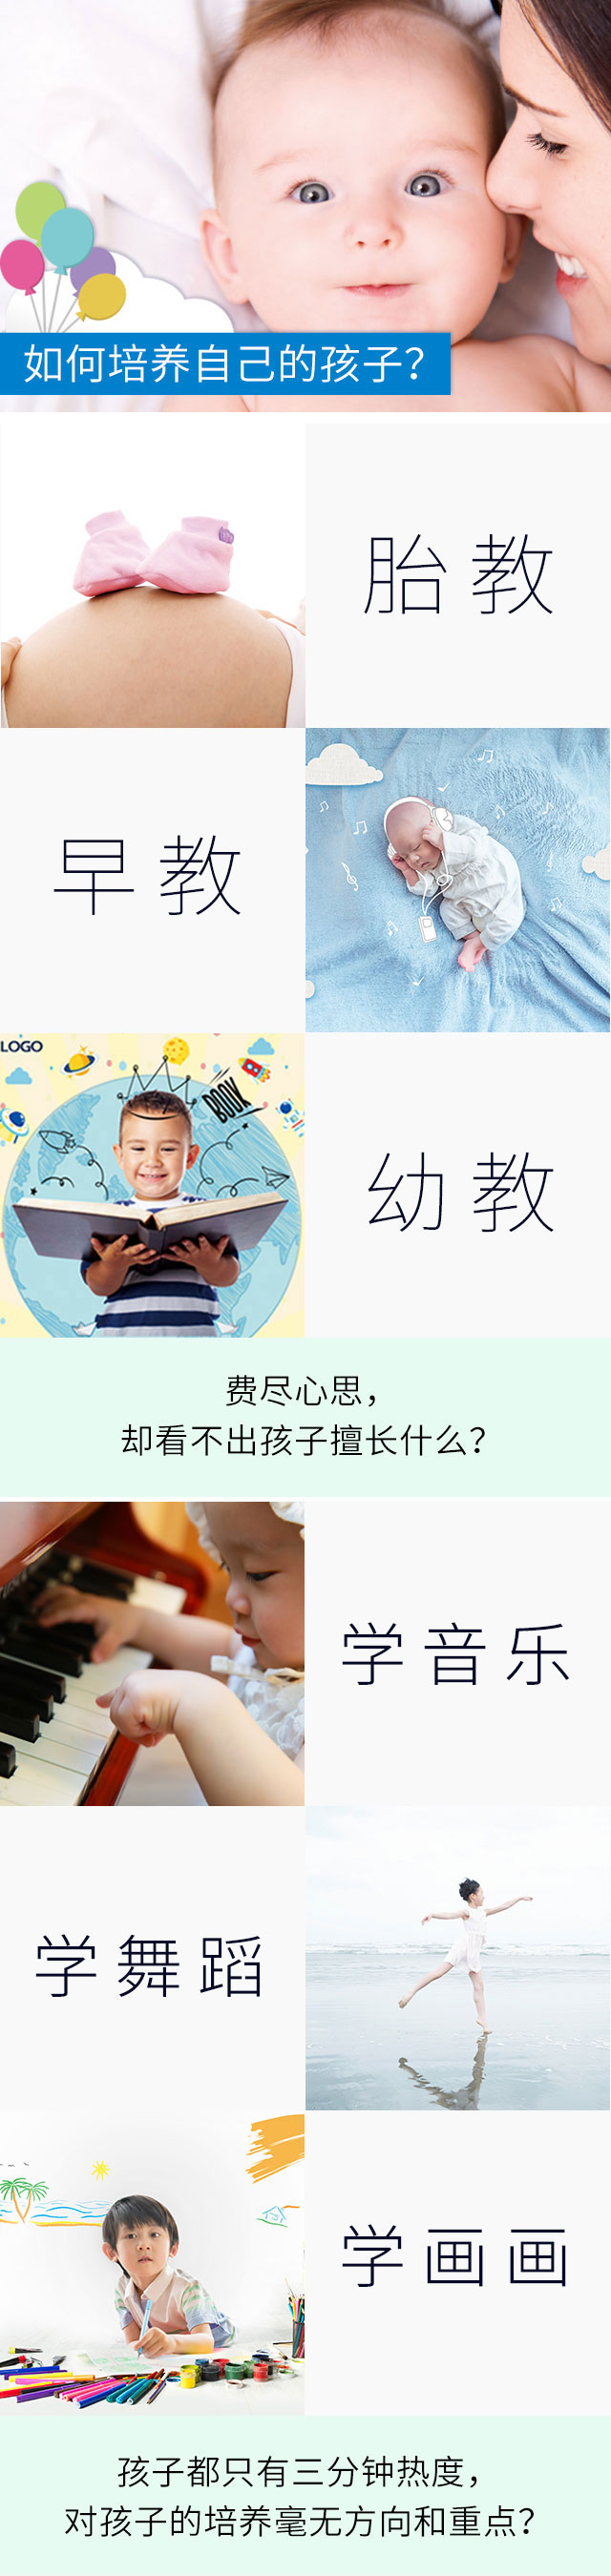 如何培养自己的孩子?
胎教
早教
LOGO
BOOK
幼教
费尽心思,
却看不出孩子擅长什么?
学音乐
学舞蹈
学画画
孩子都只有三分钟热度,
对孩子的培养毫无方向和重点?